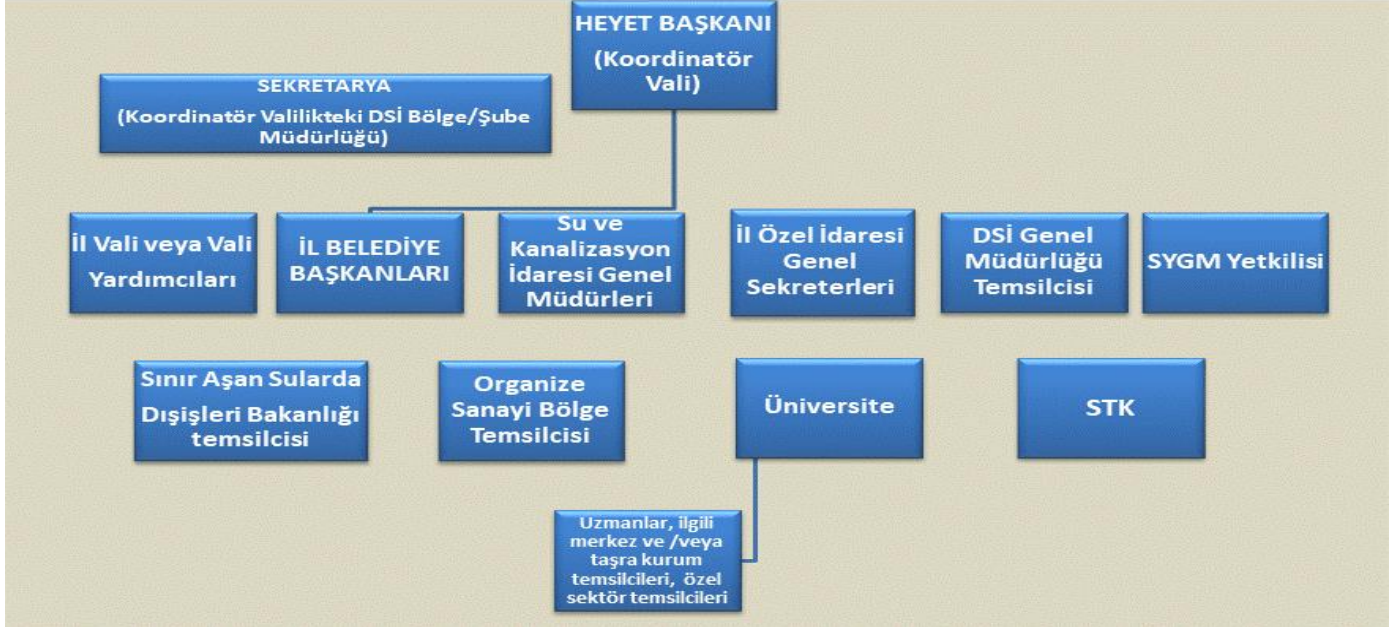 HEYET BAŞKANI
(Koordinatör
Vali)
SEKRETARYA
(Koordinatör Valilikteki DSİ Bölge/Şube
Müdürlüğü)
İl Vali veya Vali
Yardımcıları
İL BELEDİYE
BAŞKANLARI
Su ve
Kanalizasyon
İdaresi Genel
Müdürleri
İl Özel İdaresi
Genel
Sekreterleri
DSİ Genel
Müdürlüğü
Temsilcisi
SYGM Yetkilisi
Sınır Aşan Sularda
Dışişleri Bakanlığı
temsilcisi
Organize
Sanayi Bölge
Temsilcisi
Üniversite
STK
Uzmanlar, ilgili
merkez ve /veya
taşra kurum
temsilcileri, özel
sektör temsilcileri